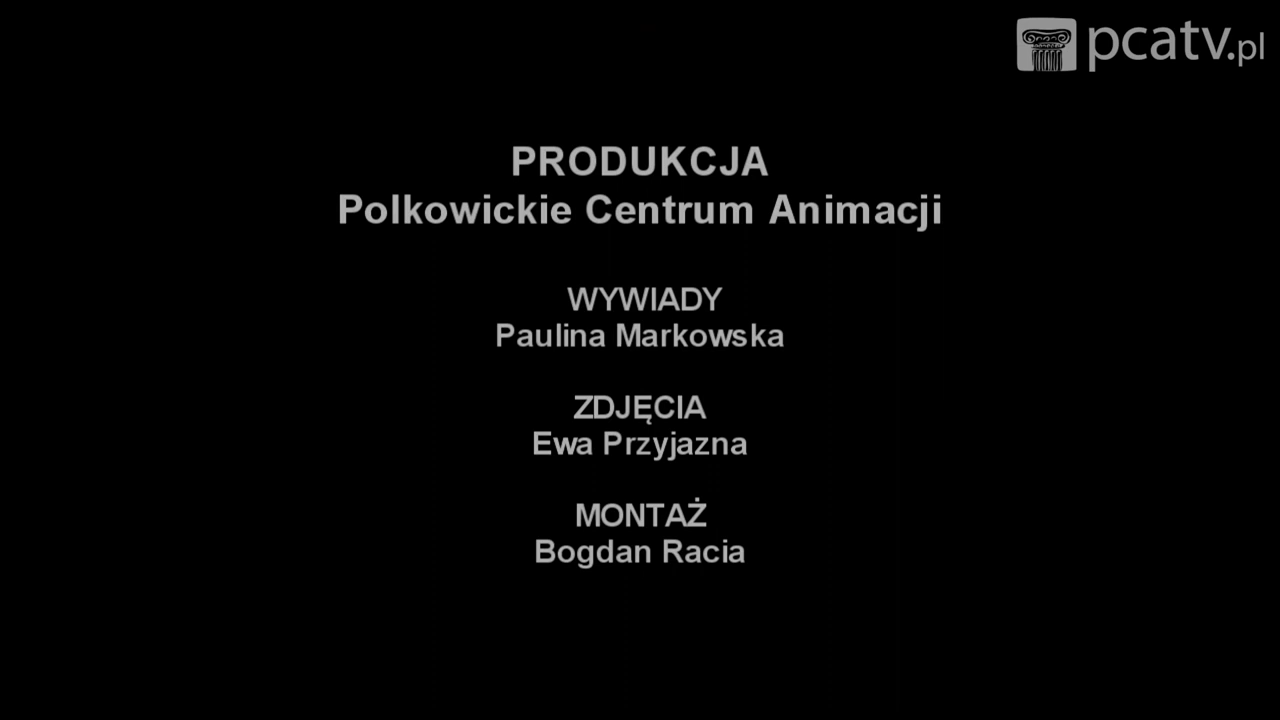 pcatv.pl
PRODUKCJA
Polkowickie Centrum Animacji
WYWIADY
Paulina Markowska
ZDJĘCIA
Ewa Przyjazna
MONTAŻ
Bogdan Racia